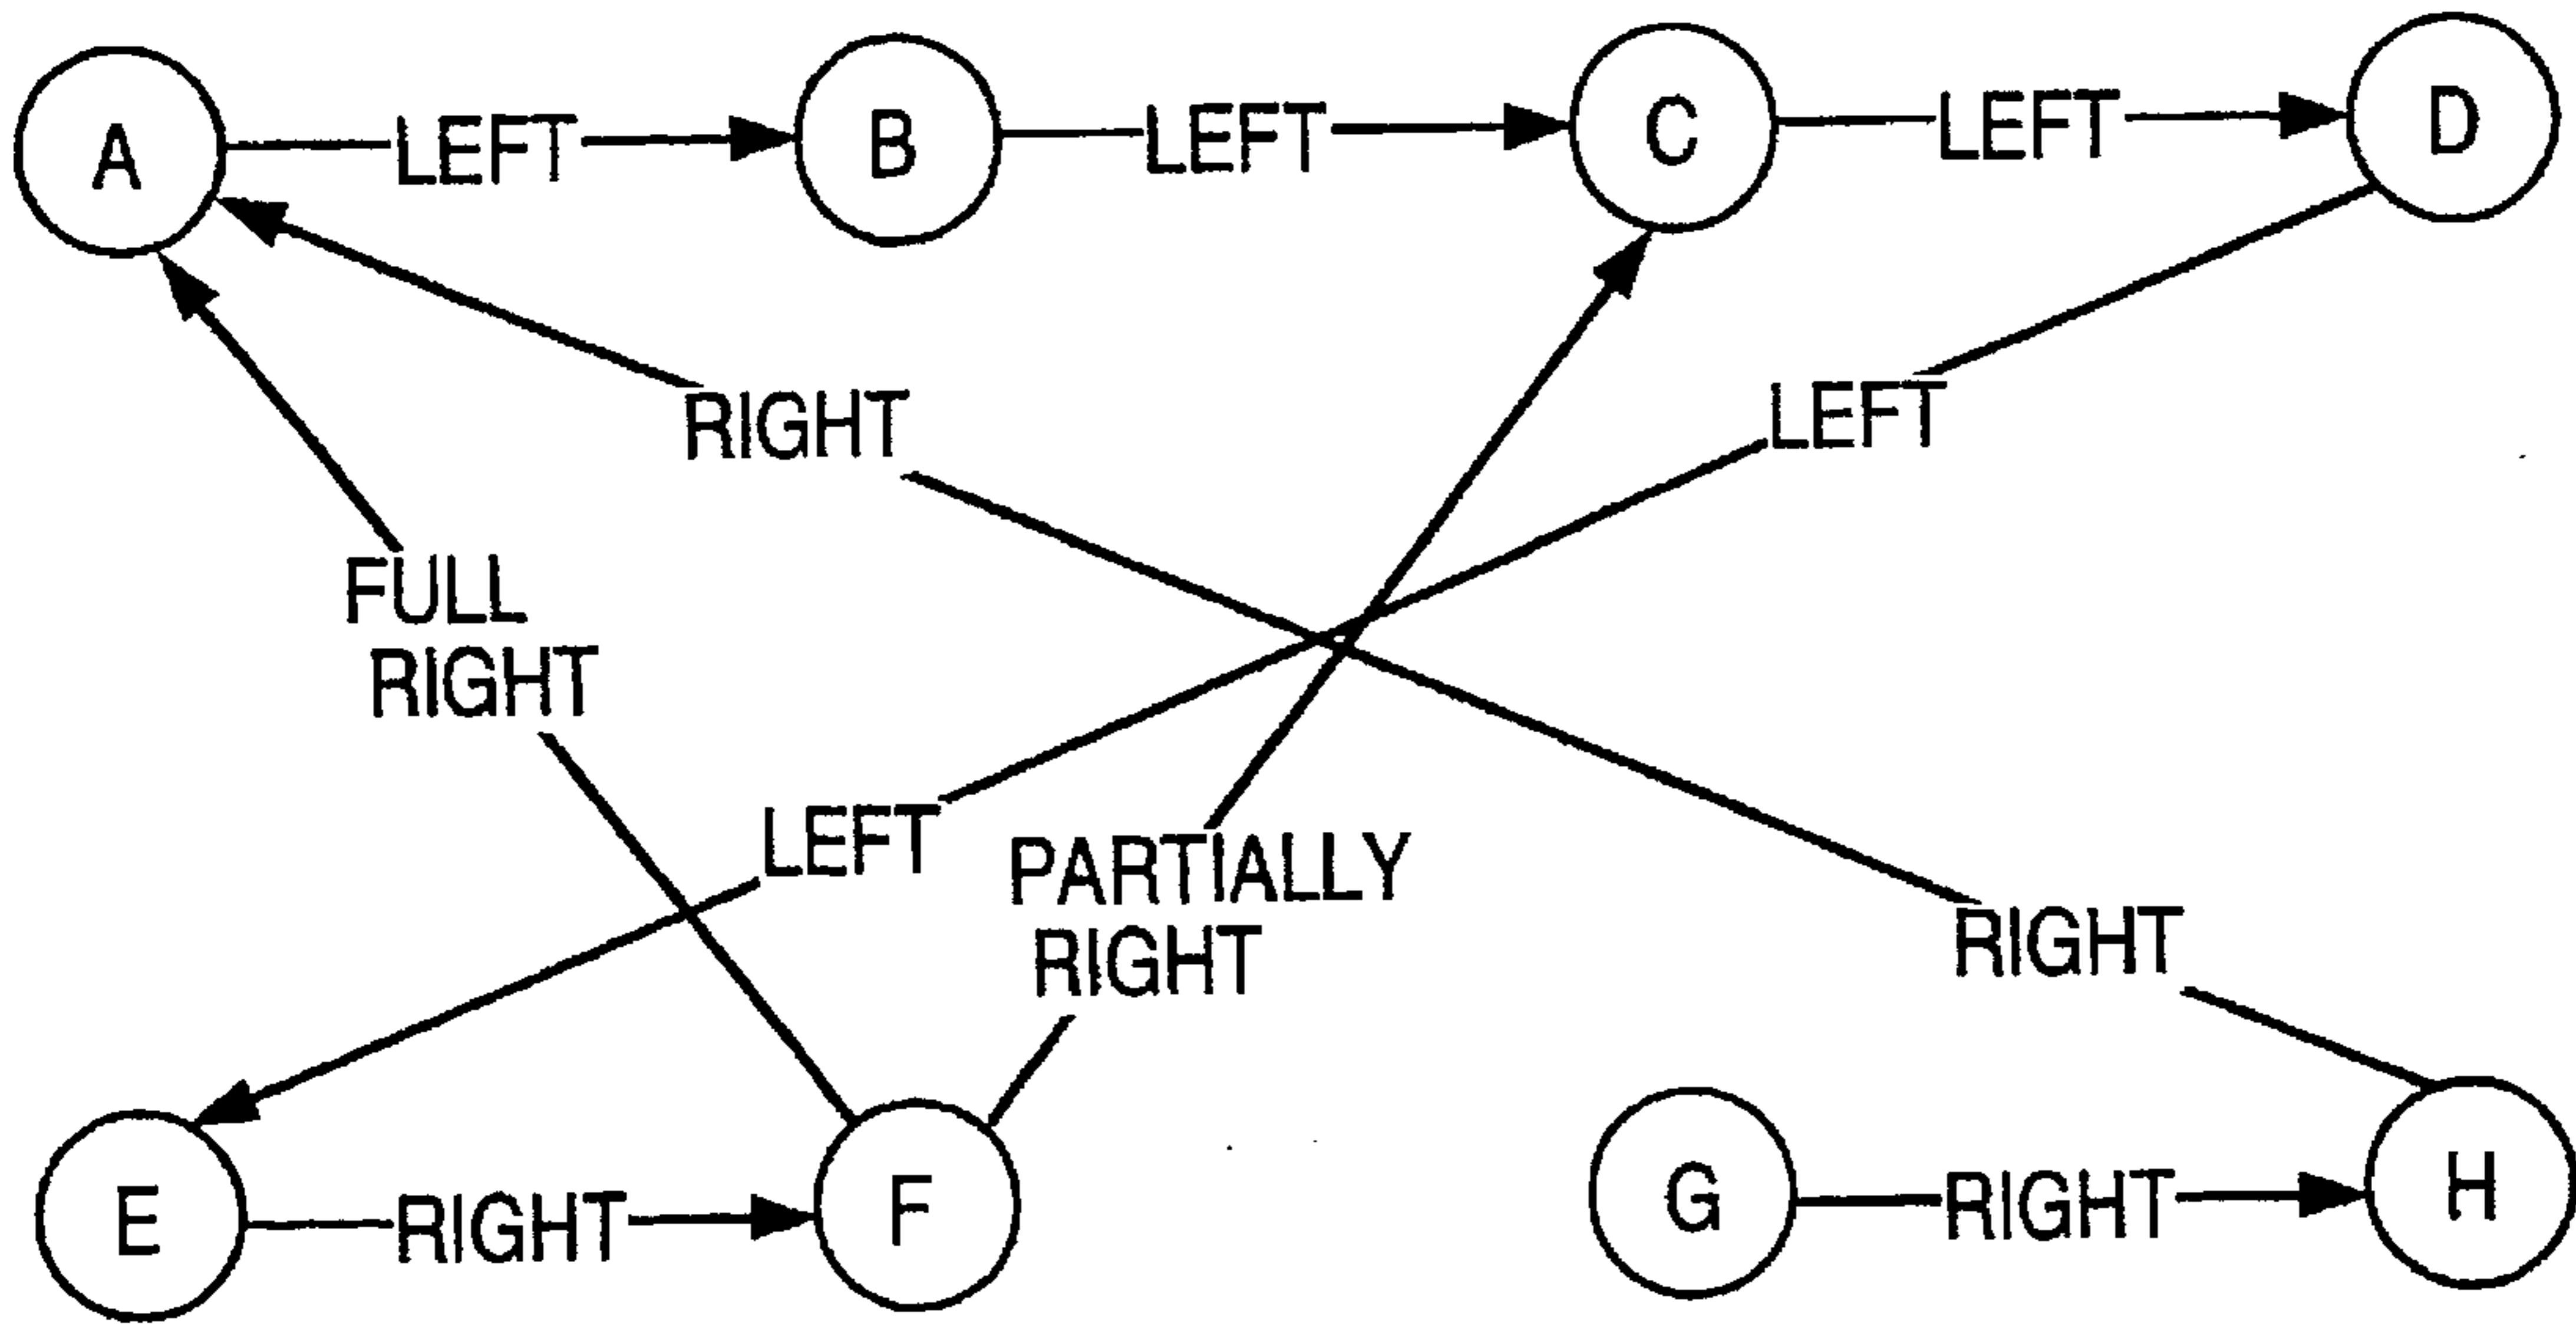 A LEFT B LEFT C LEFT D
RIGHT
LEFT
FULL
RIGHT
LEFT
PARTIALLY
RIGHT
RIGHT
E RIGHT F
G RIGHT H